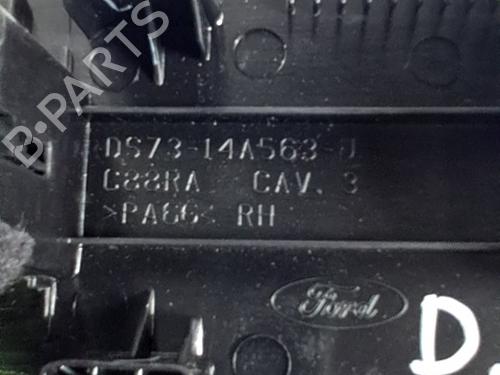 B-PARTS
DS73-14A563-J
C88RA CAV. 3
>PA66< RH
Ford
D